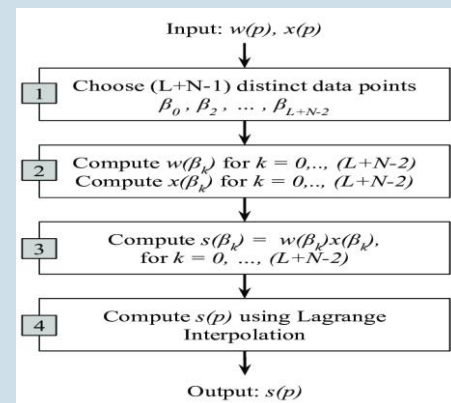 Input: w(p), x(p)
1
Choose (L+N-1) distinct data points
β₀, β₂, ..., β_L+N-2
2
Compute w(βₖ) for k = 0,.., (L+N-2)
Compute x(βₖ) for k = 0,.., (L+N-2)
3
Compute s(βₖ) = w(βₖ)x(βₖ),
for k = 0, ..., (L+N-2)
4
Compute s(p) using Lagrange
Interpolation
Output: s(p)